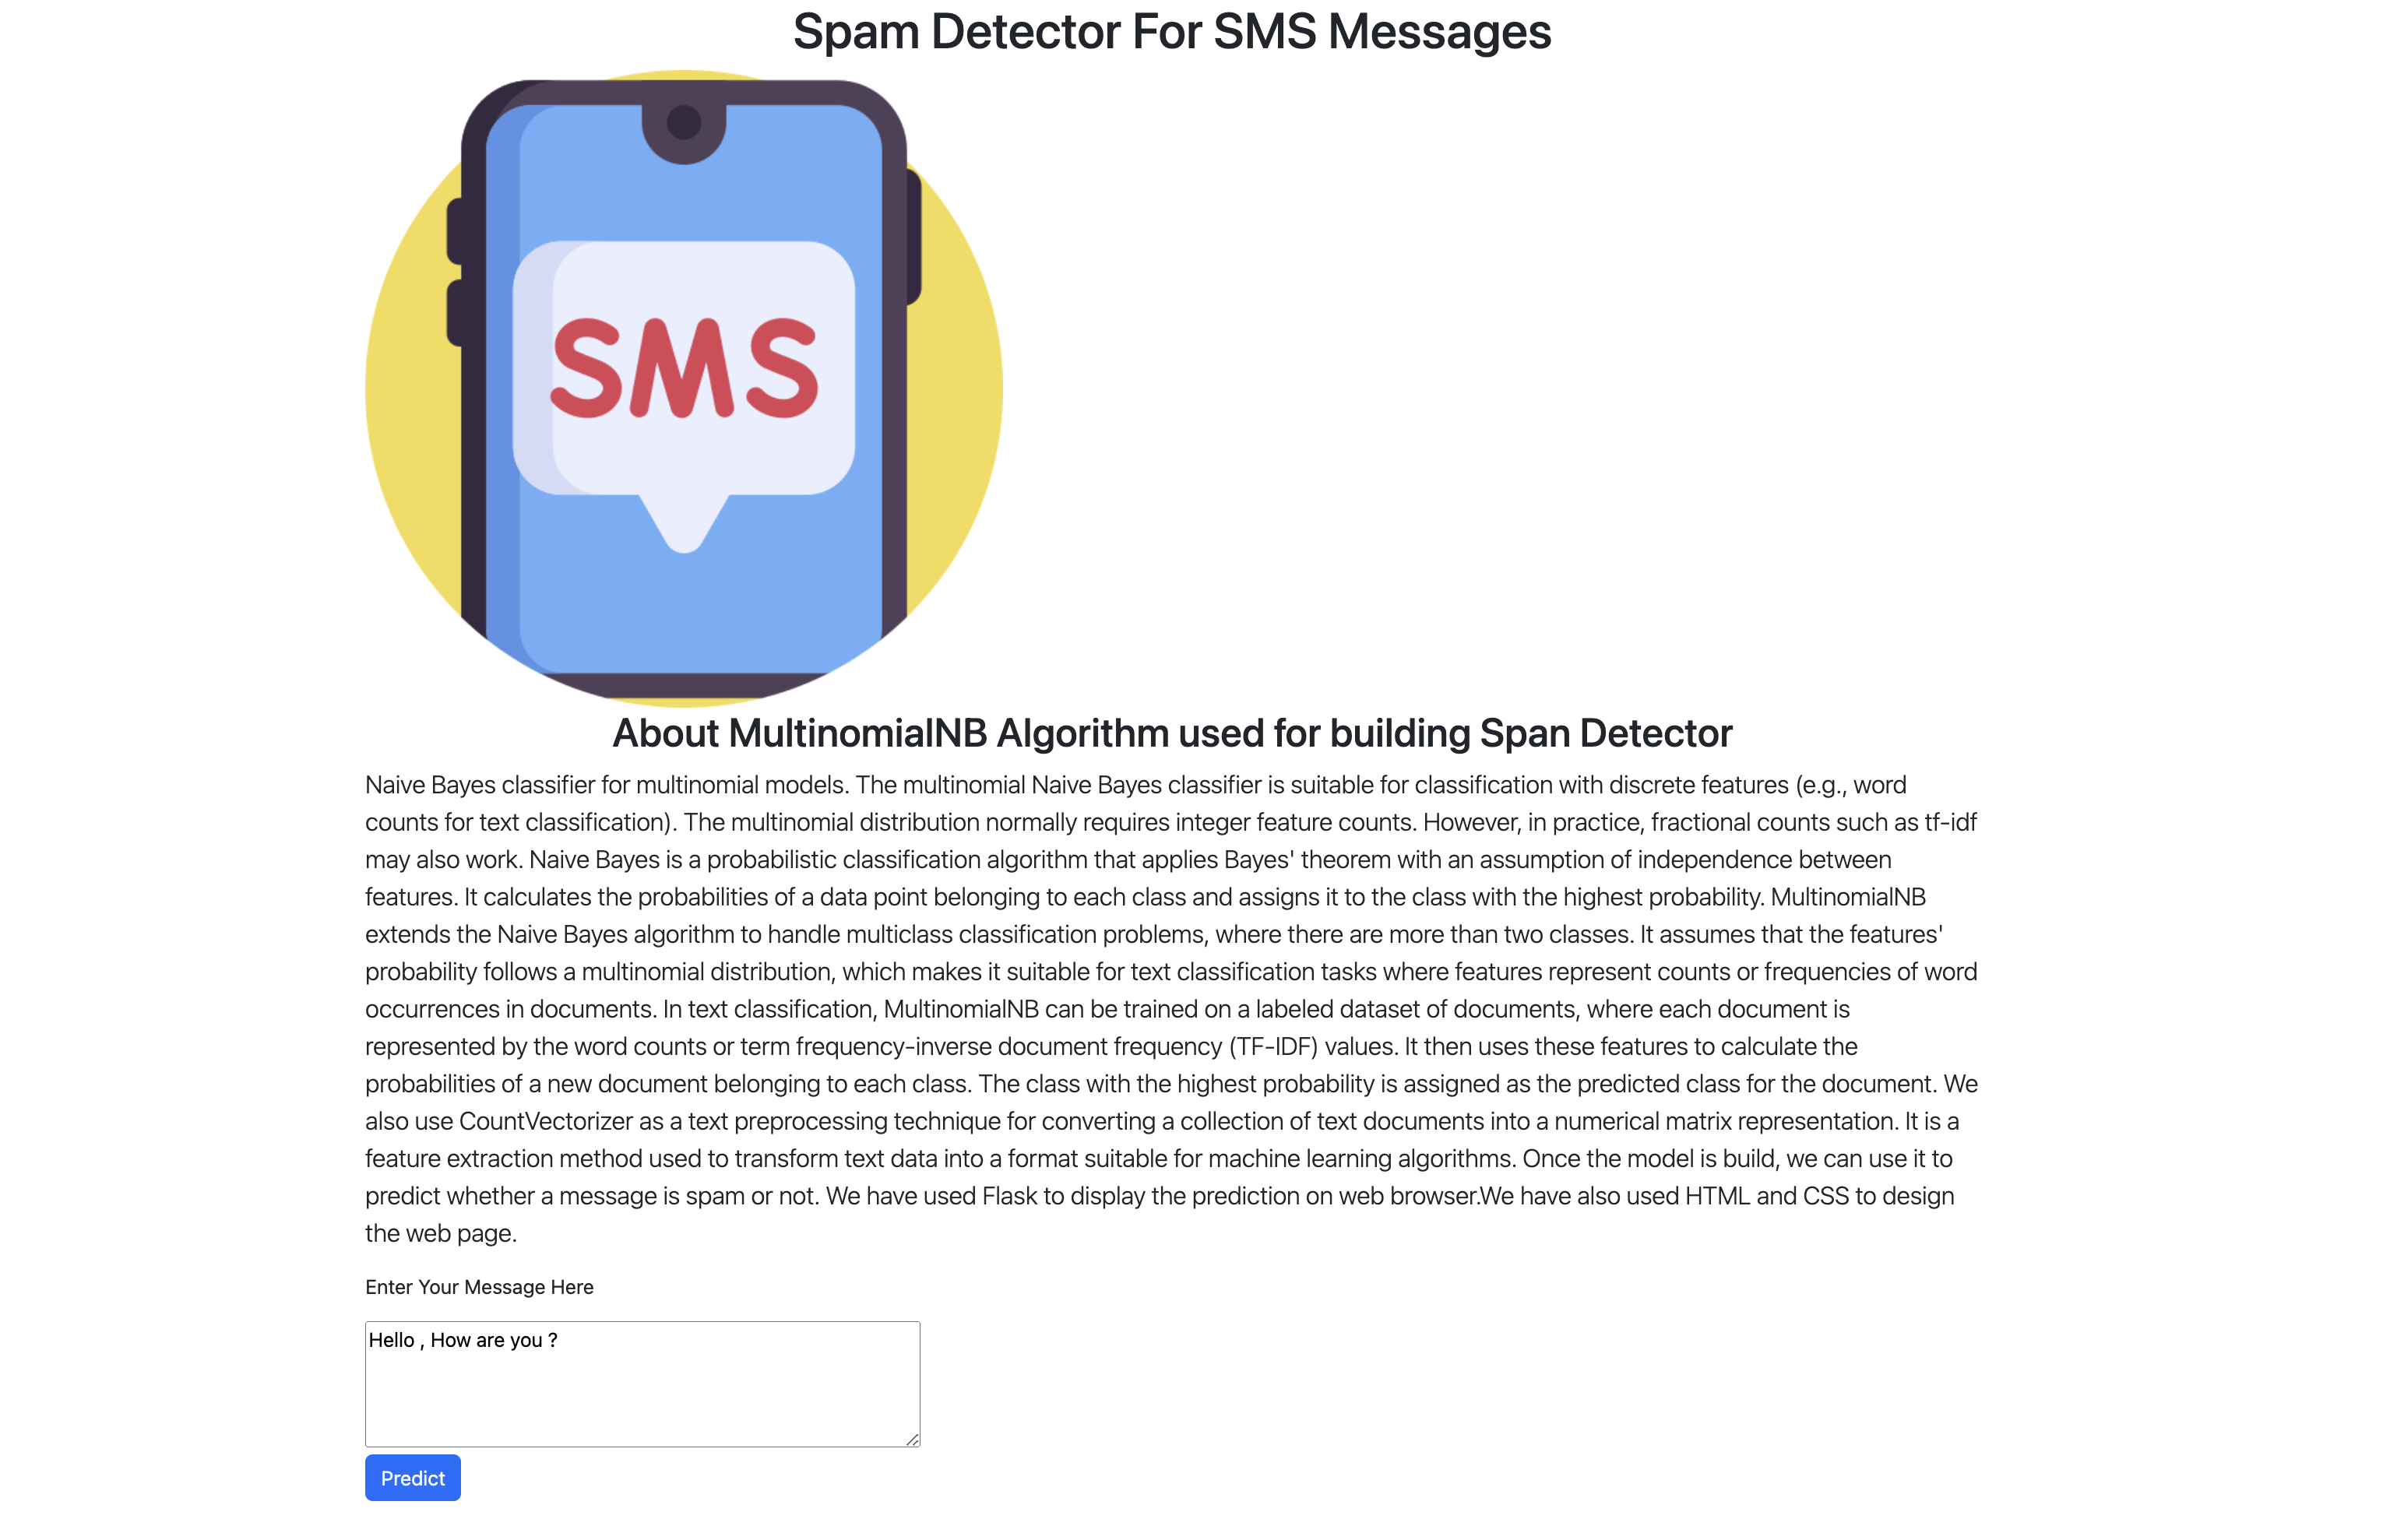 Spam Detector For SMS Messages
SMS
About MultinomialNB Algorithm used for building Span Detector
Naive Bayes classifier for multinomial models. The multinomial Naive Bayes classifier is suitable for classification with discrete features (e.g., word
counts for text classification). The multinomial distribution normally requires integer feature counts. However, in practice, fractional counts such as tf-idf
may also work. Naive Bayes is a probabilistic classification algorithm that applies Bayes' theorem with an assumption of independence between
features. It calculates the probabilities of a data point belonging to each class and assigns it to the class with the highest probability. MultinomialNB
extends the Naive Bayes algorithm to handle multiclass classification problems, where there are more than two classes. It assumes that the features'
probability follows a multinomial distribution, which makes it suitable for text classification tasks where features represent counts or frequencies of word
occurrences in documents. In text classification, MultinomialNB can be trained on a labeled dataset of documents, where each document is
represented by the word counts or term frequency-inverse document frequency (TF-IDF) values. It then uses these features to calculate the
probabilities of a new document belonging to each class. The class with the highest probability is assigned as the predicted class for the document. We
also use CountVectorizer as a text preprocessing technique for converting a collection of text documents into a numerical matrix representation. It is a
feature extraction method used to transform text data into a format suitable for machine learning algorithms. Once the model is build, we can use it to
predict whether a message is spam or not. We have used Flask to display the prediction on web browser.We have also used HTML and CSS to design
the web page.
Enter Your Message Here
Hello , How are you ?
Predict